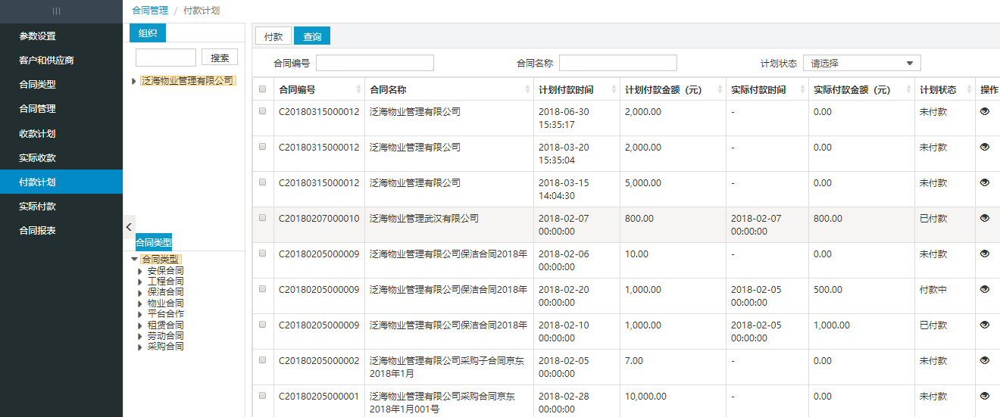 合同管理 / 付款计划
参数设置
客户和供应商
合同类型
合同管理
收款计划
实际收款
付款计划
实际付款
合同报表
组织
搜索
泛海物业管理有限公司
合同类型
合同类型
安保合同
工程合同
保洁合同
物业合同
平台合作
租赁合同
劳动合同
采购合同
付款 查询
合同编号 合同名称 计划状态 请选择
合同编号 合同名称 计划付款时间 计划付款金额（元） 实际付款时间 实际付款金额（元） 计划状态 操作
C20180315000012 泛海物业管理有限公司 2018-06-30 2,000.00 - 0.00 未付款
15:35:17
C20180315000012 泛海物业管理有限公司 2018-03-20 2,000.00 - 0.00 未付款
15:35:04
C20180315000012 泛海物业管理有限公司 2018-03-15 5,000.00 - 0.00 未付款
14:04:30
C20180207000010 泛海物业管理武汉有限公司 2018-02-07 800.00 2018-02-07 800.00 已付款
00:00:00 00:00:00
C20180205000009 泛海物业管理有限公司保洁合同2018年 2018-02-06 10.00 - 0.00 未付款
00:00:00
C20180205000009 泛海物业管理有限公司保洁合同2018年 2018-02-20 1,000.00 2018-02-05 500.00 付款中
00:00:00 00:00:00
C20180205000009 泛海物业管理有限公司保洁合同2018年 2018-02-10 1,000.00 2018-02-05 1,000.00 已付款
00:00:00 00:00:00
C20180205000002 泛海物业管理有限公司采购子合同京东 2018-02-05 7.00 - 0.00 未付款
2018年1月 00:00:00
C20180205000001 泛海物业管理有限公司采购合同京东 2018-02-28 10,000.00 - 0.00 未付款
2018年1月001号 00:00:00